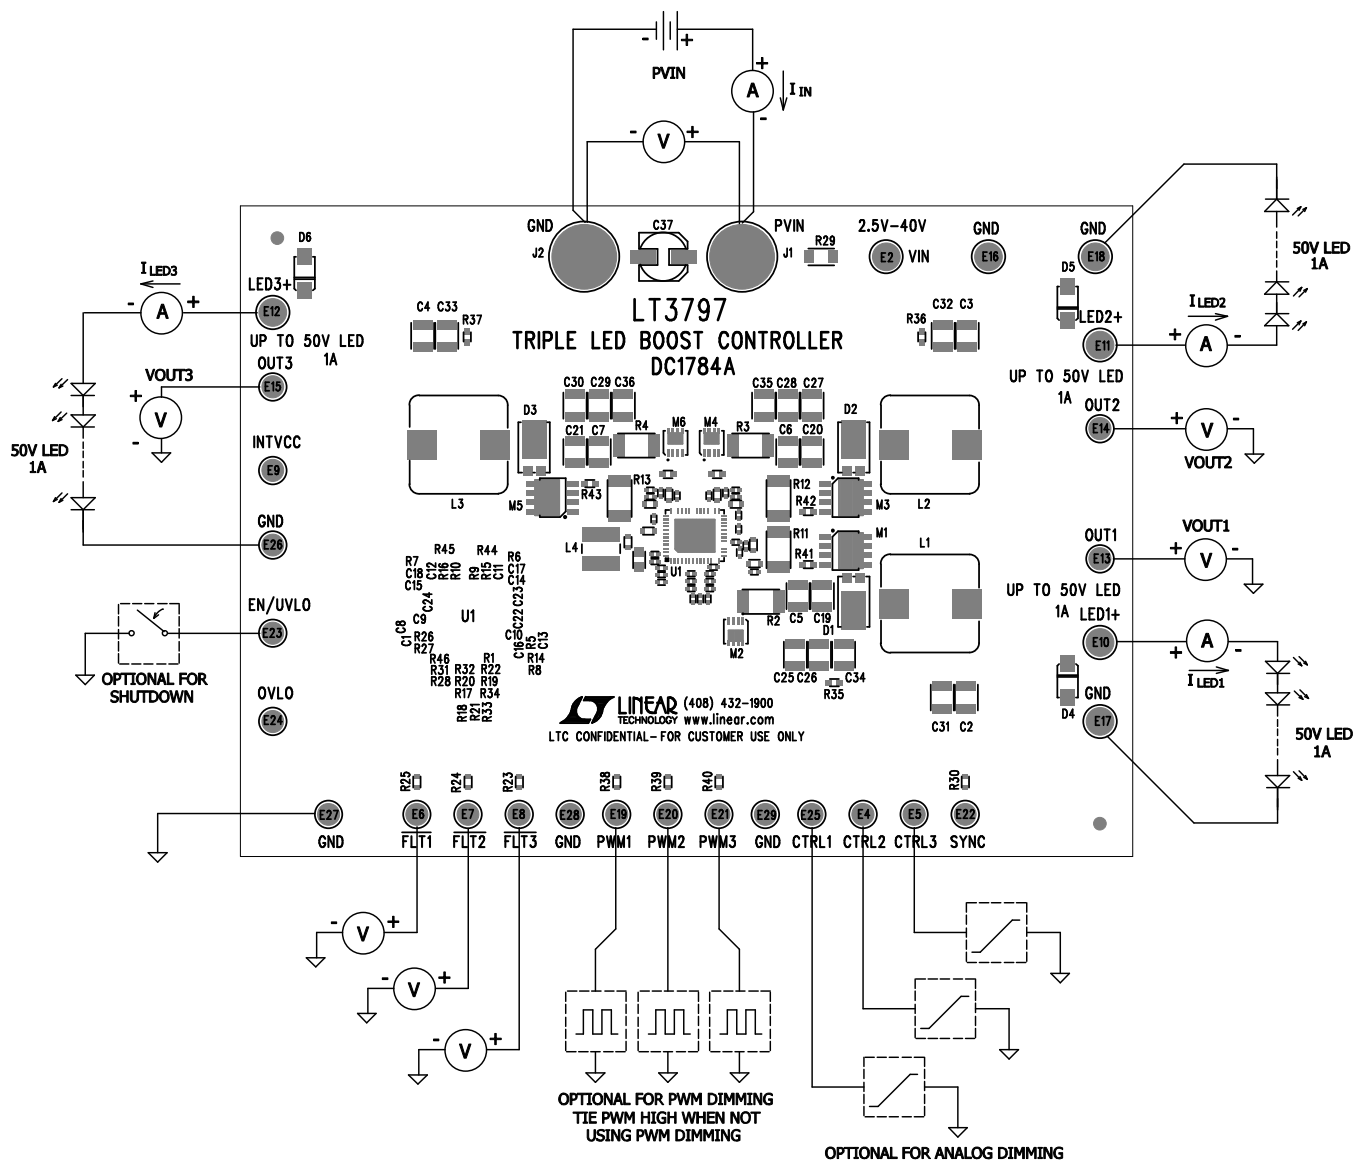 - +
PVIN
+
A
I IN
-
- V +
GND
C37
PVIN
2.5V-40V
GND
GND
J2
J1
R29
E2
VIN
E16
E18
D6
D5
I LED3
LED3+
- A +
E12
UP TO 50V LED
1A
C4 C33
R37
LT3797
TRIPLE LED BOOST CONTROLLER
DC1784A
R36
C32 C3
LED2+
E11
I LED2
+ A -
50V LED
1A
UP TO 50V LED
1A
OUT3
E15
VOUT3
+
V
-
50V LED
1A
OUT2
E14
+ V -
VOUT2
C30 C29 C36
C35 C28 C27
D3
R4
M6
M4
R3
D2
C21 C7
C6 C20
INTVCC
E9
L3
M5
R43
R13
R12
R42
M3
L2
GND
E26
L4
U1
R11
R41
M1
L1
OUT1
E13
VOUT1
+ V -
UP TO 50V LED
1A
LED1+
E10
+ A -
I LED1
R45 R44
R7
C18
C15
C12
R16
R10
R9
R15
C11
R6
C17
C14
C24
U1
C23
C22
C9
C8
C1
R26
R27
C10
C16
R5
C13
R14
R8
R46
R31
R28
R32
R20
R17
R1
R22
R19
R34
R18
R21
R33
R2
C5 C19
D1
M2
C25 C26 C34
R35
EN/UVLO
E23
OPTIONAL FOR
SHUTDOWN
OVLO
E24
LINEAR
TECHNOLOGY
(408) 432-1900
www.linear.com
LTC CONFIDENTIAL-FOR CUSTOMER USE ONLY
C31 C2
D4
GND
E17
50V LED
1A
R25 R24 R23 R38 R39 R40 R30
E27 E6 E7 E8 E28 E19 E20 E21 E29 E25 E4 E5 E22
GND FLT1 FLT2 FLT3 GND PWM1 PWM2 PWM3 GND CTRL1 CTRL2 CTRL3 SYNC
- V +
- V +
- V +
OPTIONAL FOR PWM DIMMING
TIE PWM HIGH WHEN NOT
USING PWM DIMMING
OPTIONAL FOR ANALOG DIMMING